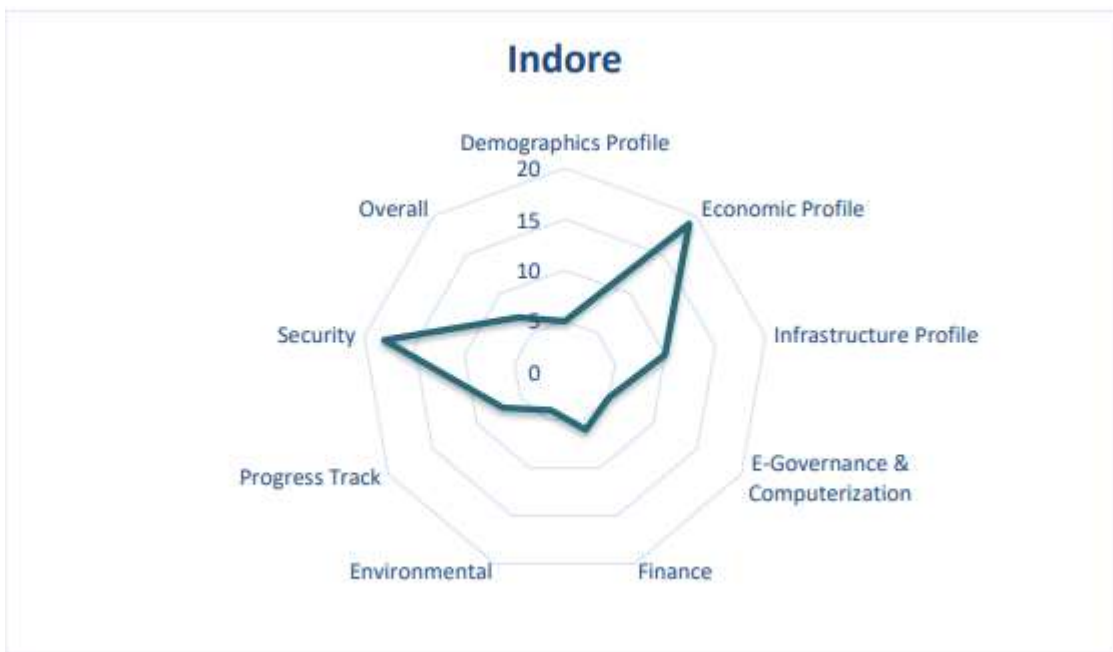 Indore
Demographics Profile
20
Overall
Economic Profile
15
10
Security
5
Infrastructure Profile
0
Progress Track
E-Governance &
Computerization
Environmental
Finance